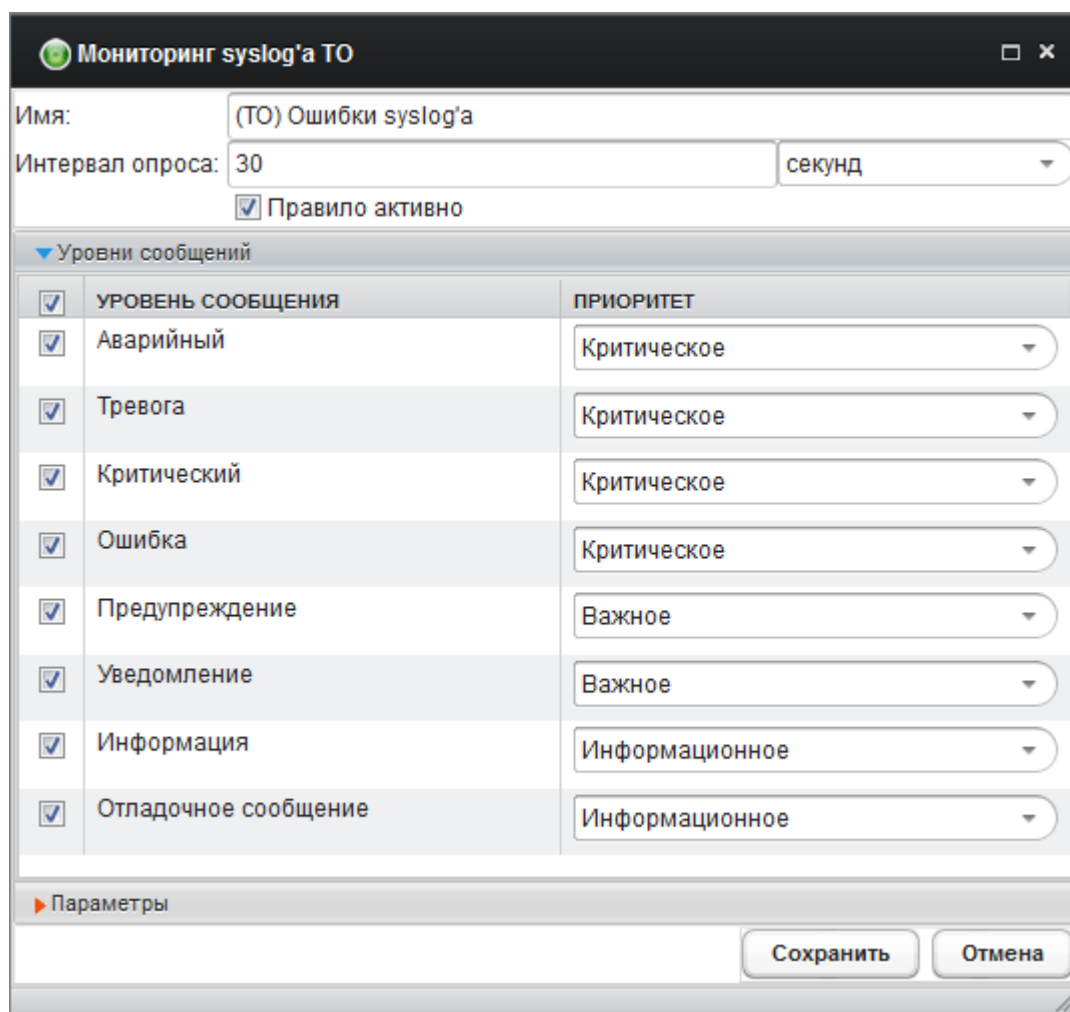 Мониторинг syslog'а ТО
Имя: (ТО) Ошибки syslog'а
Интервал опроса: 30 секунд
Правило активно
Уровни сообщений
УРОВЕНЬ СООБЩЕНИЯ ПРИОРИТЕТ
Аварийный Критическое
Тревога Критическое
Критический Критическое
Ошибка Критическое
Предупреждение Важное
Уведомление Важное
Информация Информационное
Отладочное сообщение Информационное
Параметры
Сохранить Отмена